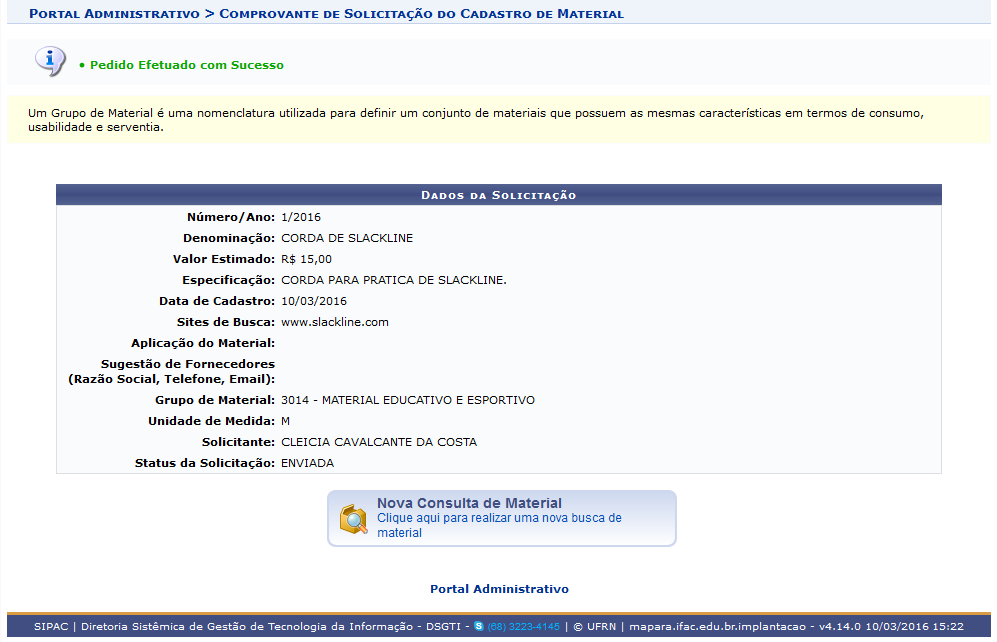 Portal Administrativo > Comprovante de Solicitação do Cadastro de Material
• Pedido Efetuado com Sucesso
Um Grupo de Material é uma nomenclatura utilizada para definir um conjunto de materiais que possuem as mesmas características em termos de consumo,
usabilidade e serventia.
Dados da Solicitação
Número/Ano: 1/2016
Denominação: CORDA DE SLACKLINE
Valor Estimado: R$ 15,00
Especificação: CORDA PARA PRATICA DE SLACKLINE.
Data de Cadastro: 10/03/2016
Sites de Busca: www.slackline.com
Aplicação do Material:
Sugestão de Fornecedores
(Razão Social, Telefone, Email):
Grupo de Material: 3014 - MATERIAL EDUCATIVO E ESPORTIVO
Unidade de Medida: M
Solicitante: CLEICIA CAVALCANTE DA COSTA
Status da Solicitação: ENVIADA
Nova Consulta de Material
Clique aqui para realizar uma nova busca de
material
Portal Administrativo
SIPAC | Diretoria Sistêmica de Gestão de Tecnologia da Informação - DSGTI - (68) 3223-4145 | © UFRN | mapara.ifac.edu.br.implantacao - v4.14.0 10/03/2016 15:22